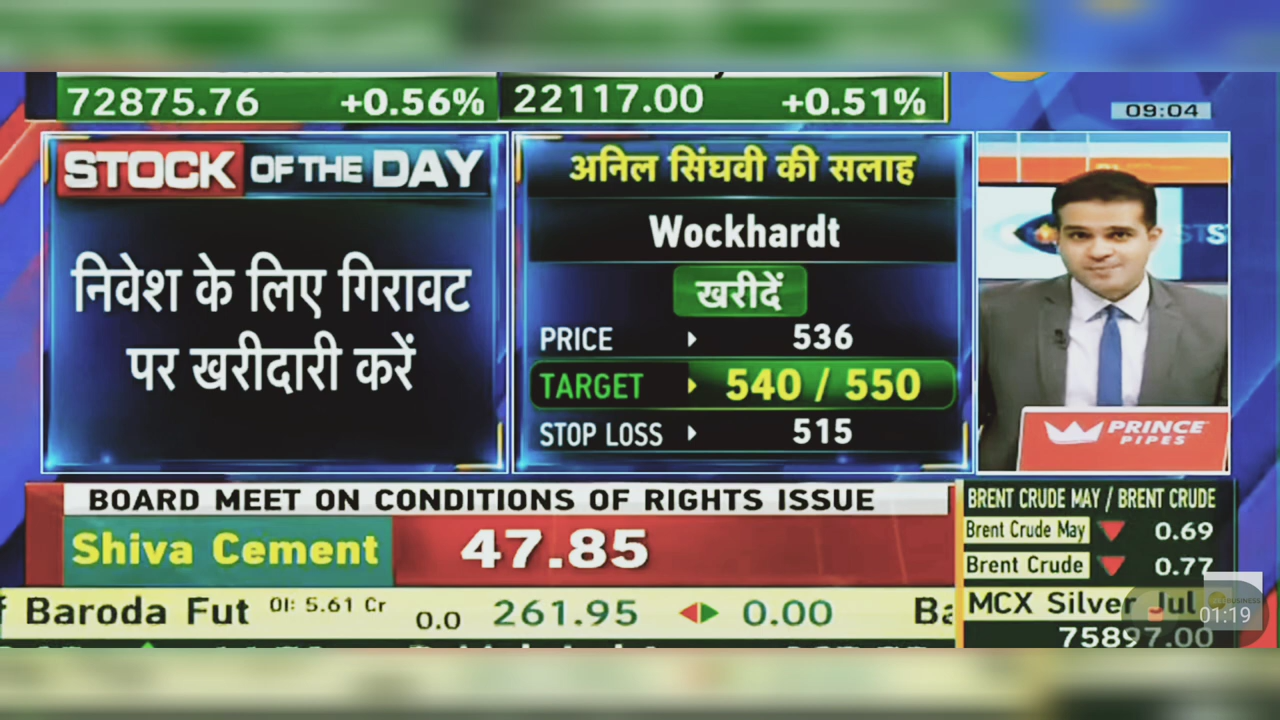 72875.76 +0.56% 22117.00 +0.51%
09:04
STOCK OF THE DAY
निवेश के लिए गिरावट
पर खरीदारी करें
अनिल सिंघवी की सलाह
Wockhardt
खरीदें
PRICE 536
TARGET 540 / 550
STOP LOSS 515
PRINCE
PIPES
BOARD MEET ON CONDITIONS OF RIGHTS ISSUE
Shiva Cement 47.85
BRENT CRUDE MAY / BRENT CRUDE
Brent Crude May 0.69
Brent Crude 0.77
f Baroda Fut OI: 5.61 Cr 0.0 261.95 0.00 Ba
MCX Silver Jul
75897.00
01:19